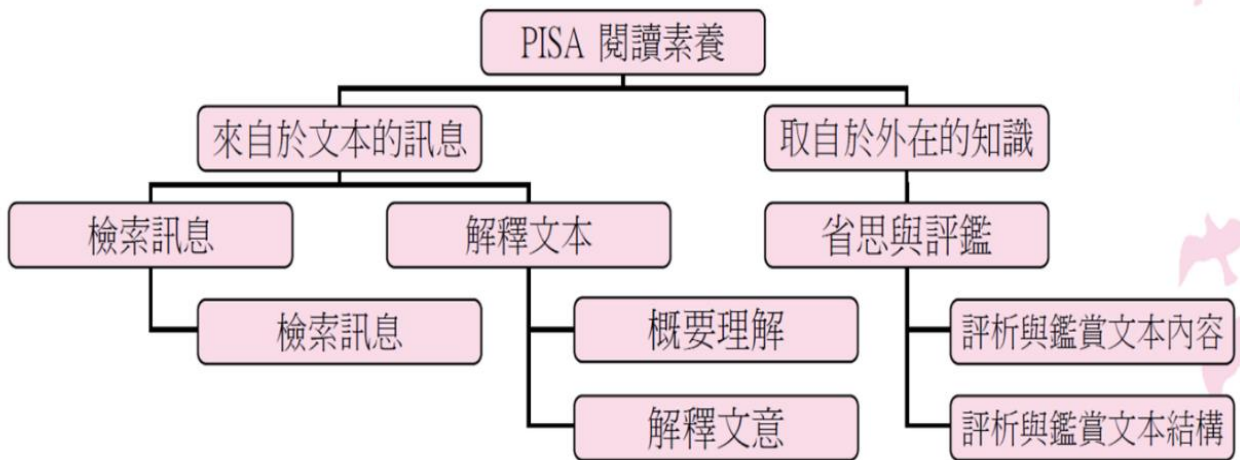 PISA 閱讀素養
來自於文本的訊息
取自於外在的知識
檢索訊息
解釋文本
省思與評鑑
檢索訊息
概要理解
評析與鑑賞文本內容
解釋文意
評析與鑑賞文本結構